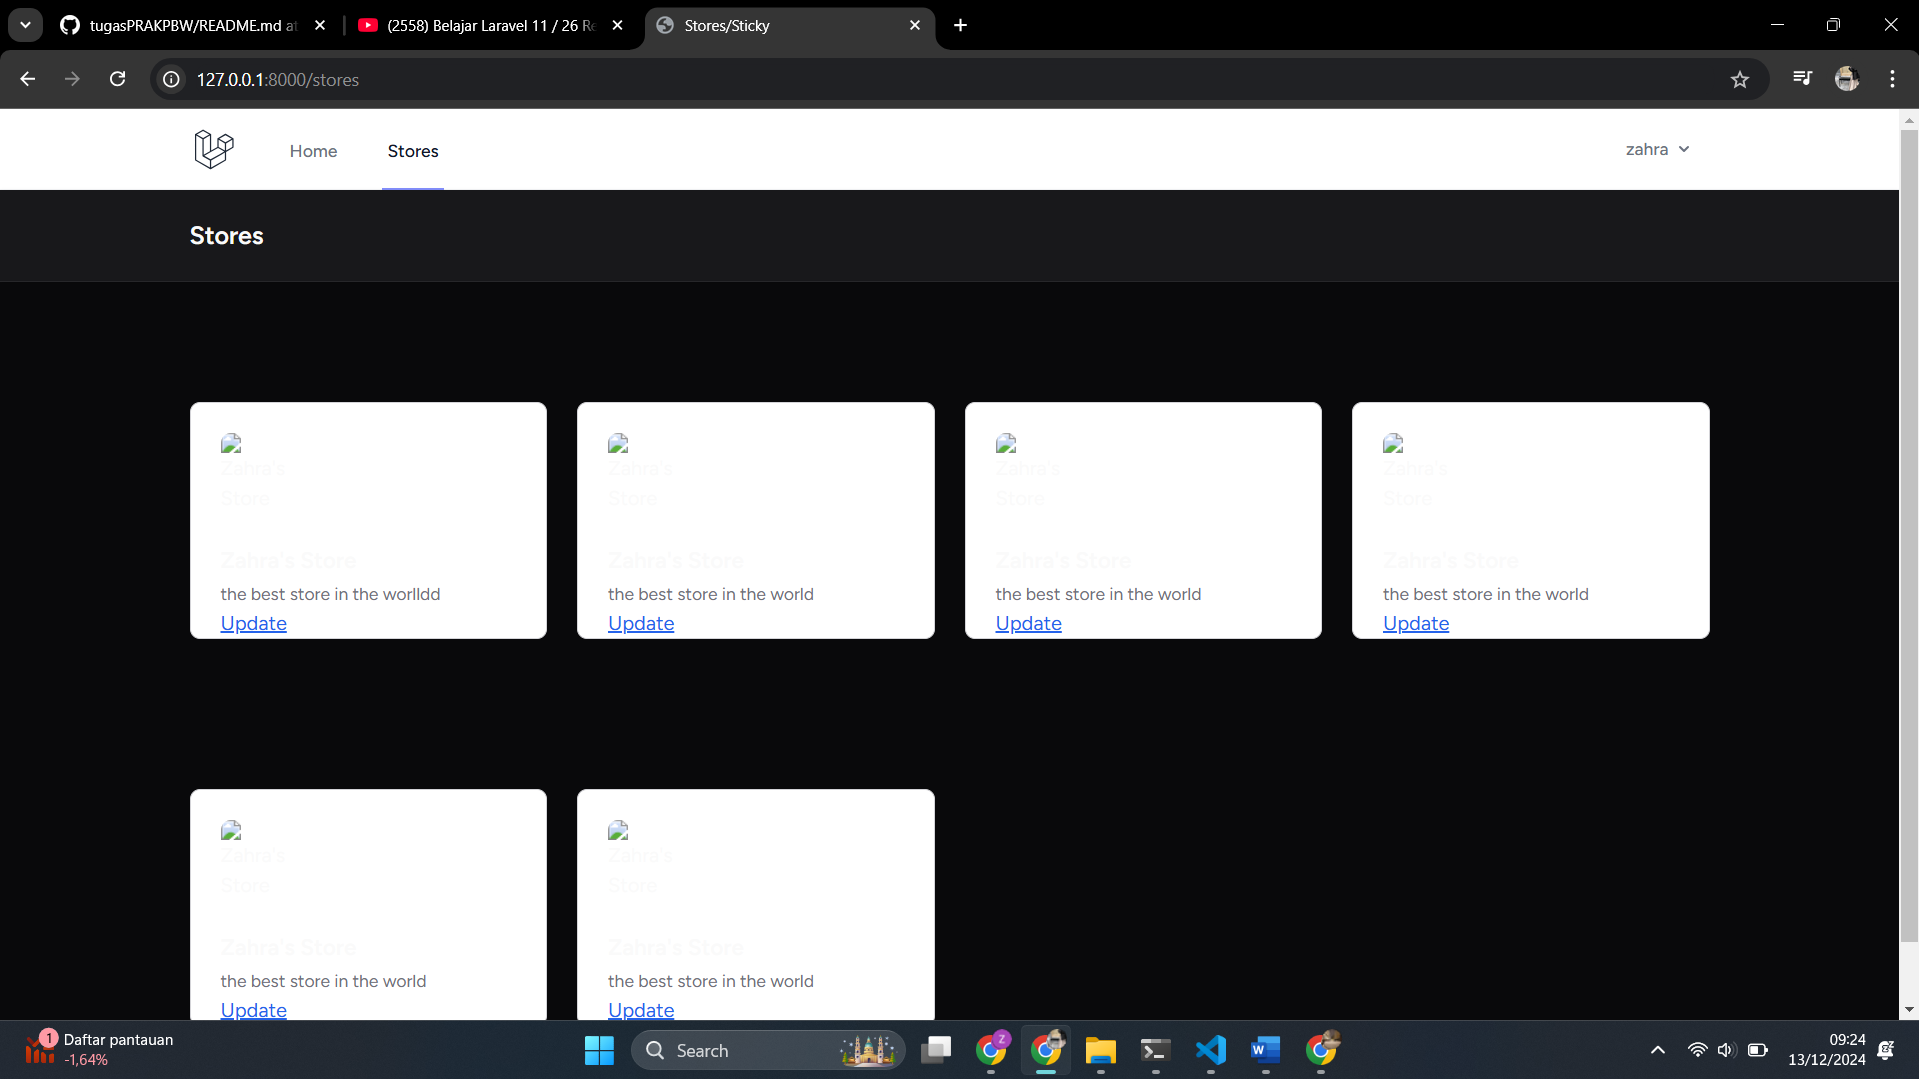 tugasPRAKPBW/README.md at
(2558) Belajar Laravel 11 / 26 Re
Stores/Sticky
127.0.0.1:8000/stores
Home
Stores
zahra
Stores
Zahra's
Store
Zahra's
Store
Zahra's
Store
Zahra's
Store
Zahra's Store
Zahra's Store
Zahra's Store
Zahra's Store
the best store in the worlldd
the best store in the world
the best store in the world
the best store in the world
Update
Update
Update
Update
Zahra's
Store
Zahra's
Store
Zahra's Store
Zahra's Store
the best store in the world
the best store in the world
Update
Update
1
Daftar pantauan
-1,64%
Search
Z
W
09:24
13/12/2024